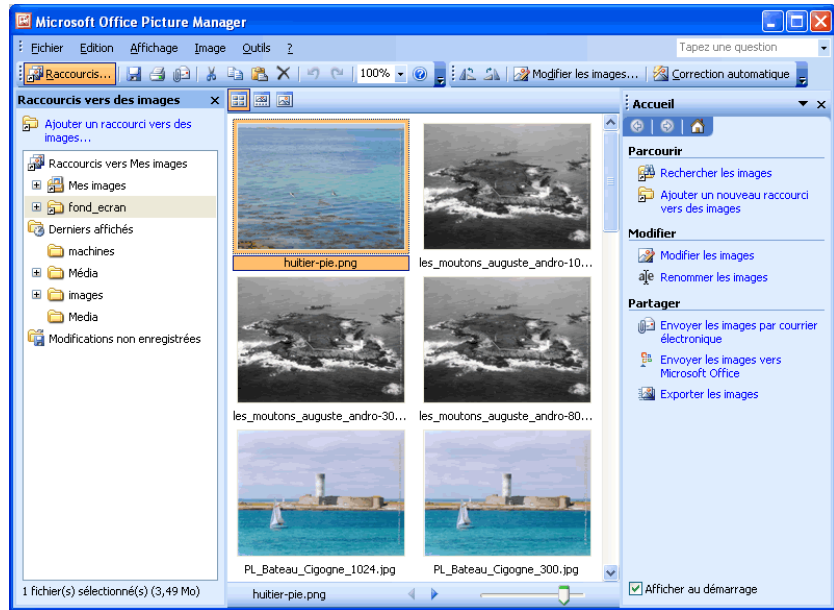 Microsoft Office Picture Manager
Fichier Edition Affichage Image Outils ?
Tapez une question
Raccourcis... 100% Modifier les images... Correction automatique
Raccourcis vers des images
Ajouter un raccourci vers des
images...
Raccourcis vers Mes images
Mes images
fond_ecran
Derniers affichés
machines
Média
images
Media
Modifications non enregistrées
1 fichier(s) sélectionné(s) (3,49 Mo)
huitier-pie.png
les_moutons_auguste_andro-10...
les_moutons_auguste_andro-30...
les_moutons_auguste_andro-80...
PL_Bateau_Cigogne_1024.jpg
PL_Bateau_Cigogne_300.jpg
huitier-pie.png
Accueil
Parcourir
Rechercher les images
Ajouter un nouveau raccourci
vers des images
Modifier
Modifier les images
Renommer les images
Partager
Envoyer les images par courrier
électronique
Envoyer les images vers
Microsoft Office
Exporter les images
Afficher au démarrage